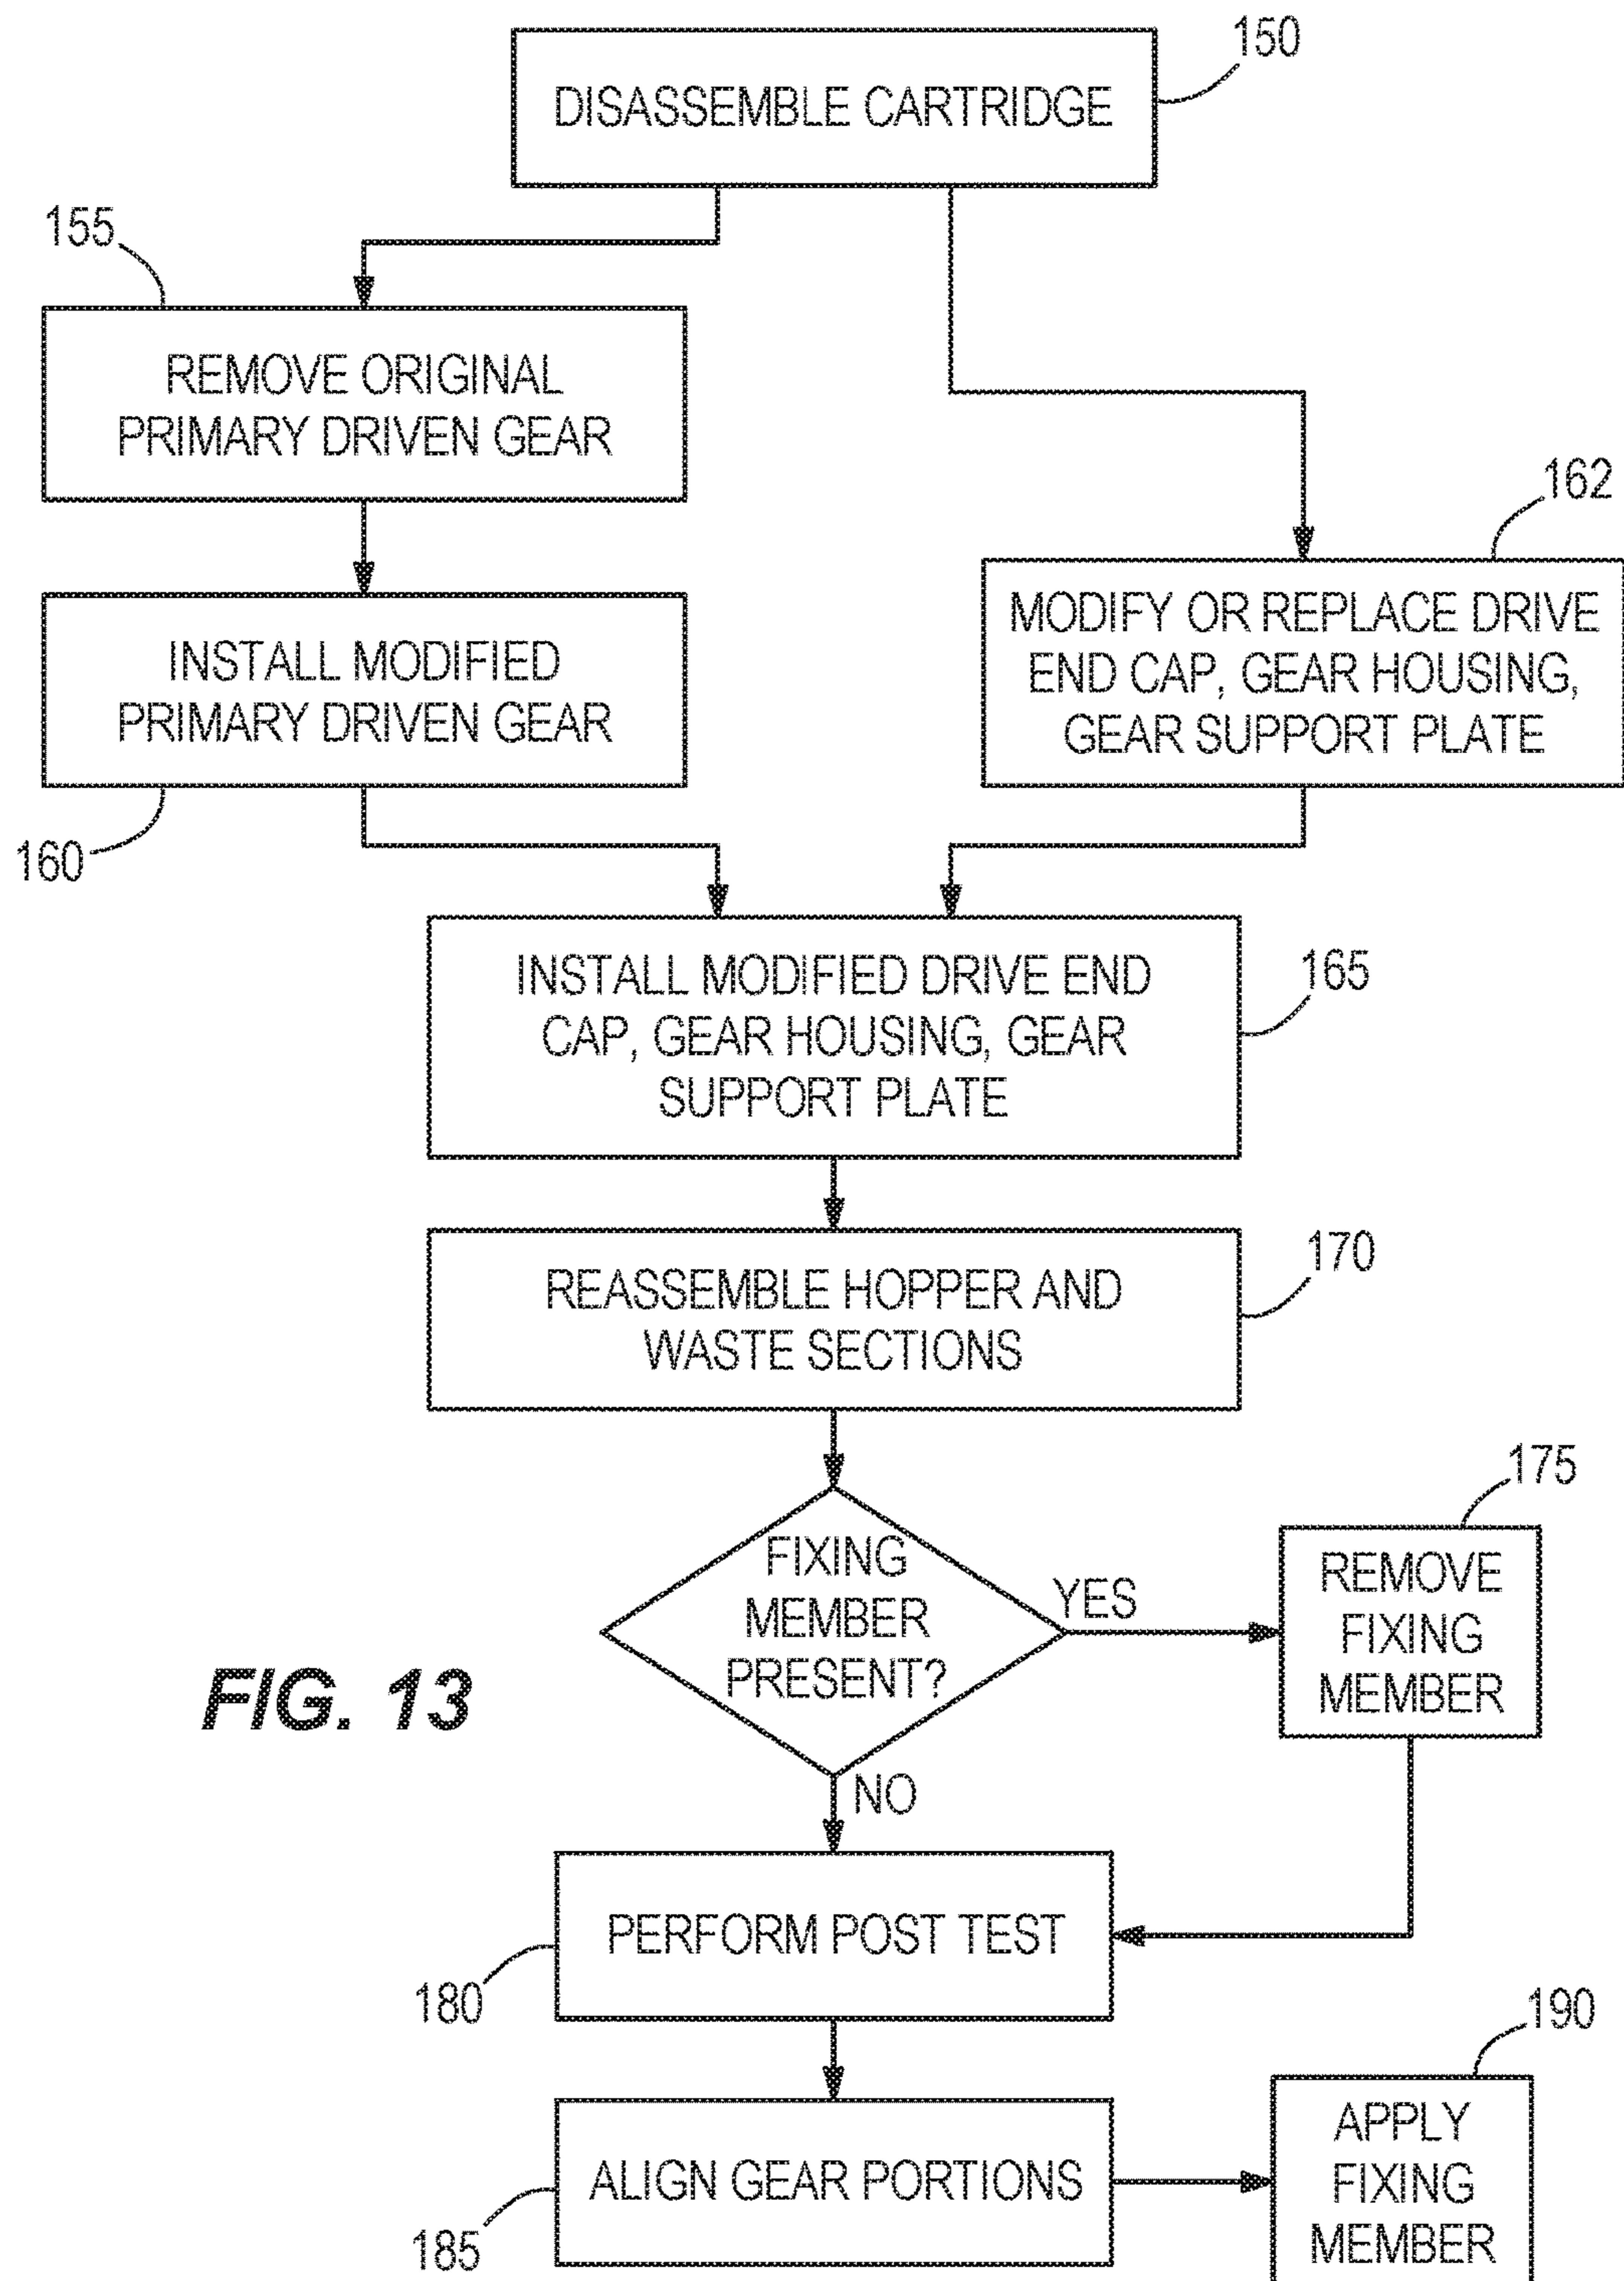 150
DISASSEMBLE CARTRIDGE
155
REMOVE ORIGINAL
PRIMARY DRIVEN GEAR
162
MODIFY OR REPLACE DRIVE
END CAP, GEAR HOUSING,
GEAR SUPPORT PLATE
INSTALL MODIFIED
PRIMARY DRIVEN GEAR
160
INSTALL MODIFIED DRIVE END
CAP, GEAR HOUSING, GEAR
SUPPORT PLATE
165
170
REASSEMBLE HOPPER AND
WASTE SECTIONS
FIXING
MEMBER
PRESENT?
YES
175
REMOVE
FIXING
MEMBER
FIG. 13
NO
PERFORM POST TEST
180
190
ALIGN GEAR PORTIONS
185
APPLY
FIXING
MEMBER